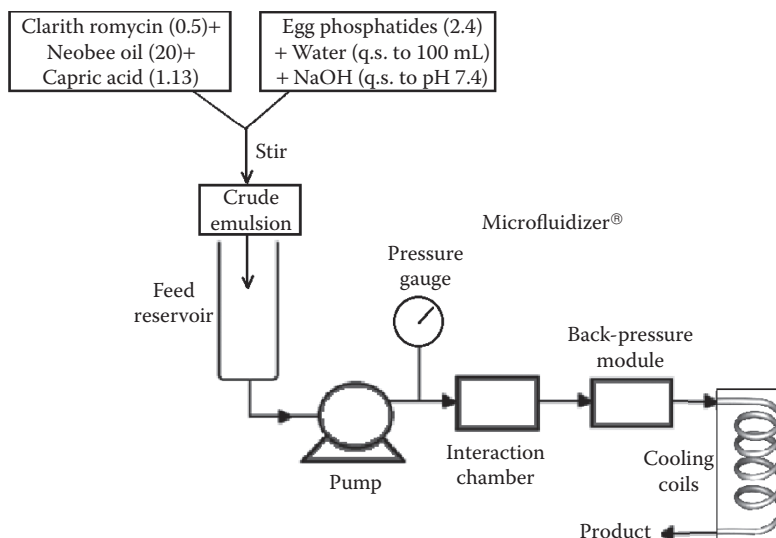 Clarith romycin (0.5)+
Neobee oil (20)+
Capric acid (1.13)
Egg phosphatides (2.4)
+ Water (q.s. to 100 mL)
+ NaOH (q.s. to pH 7.4)
Stir
Crude
emulsion
Microfluidizer®
Pressure
gauge
Feed
reservoir
Back-pressure
module
Interaction
chamber
Pump
Cooling
coils
Product